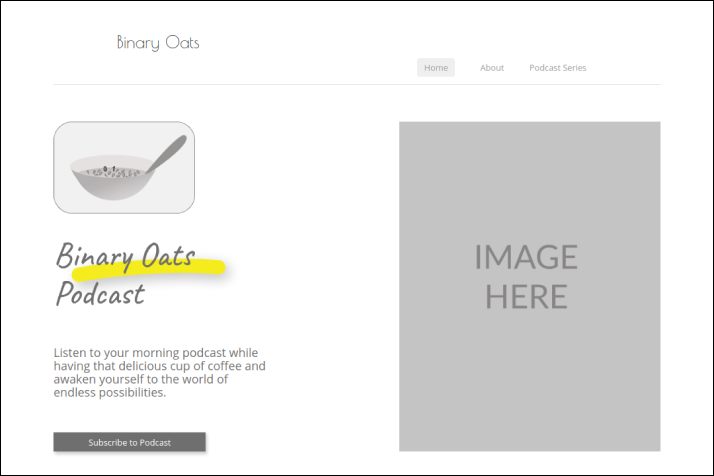 Binary Oats
Home About Podcast Series
Binary Oats
Podcast
IMAGE
HERE
Listen to your morning podcast while
having that delicious cup of coffee and
awaken yourself to the world of
endless possibilities.
Subscribe to Podcast